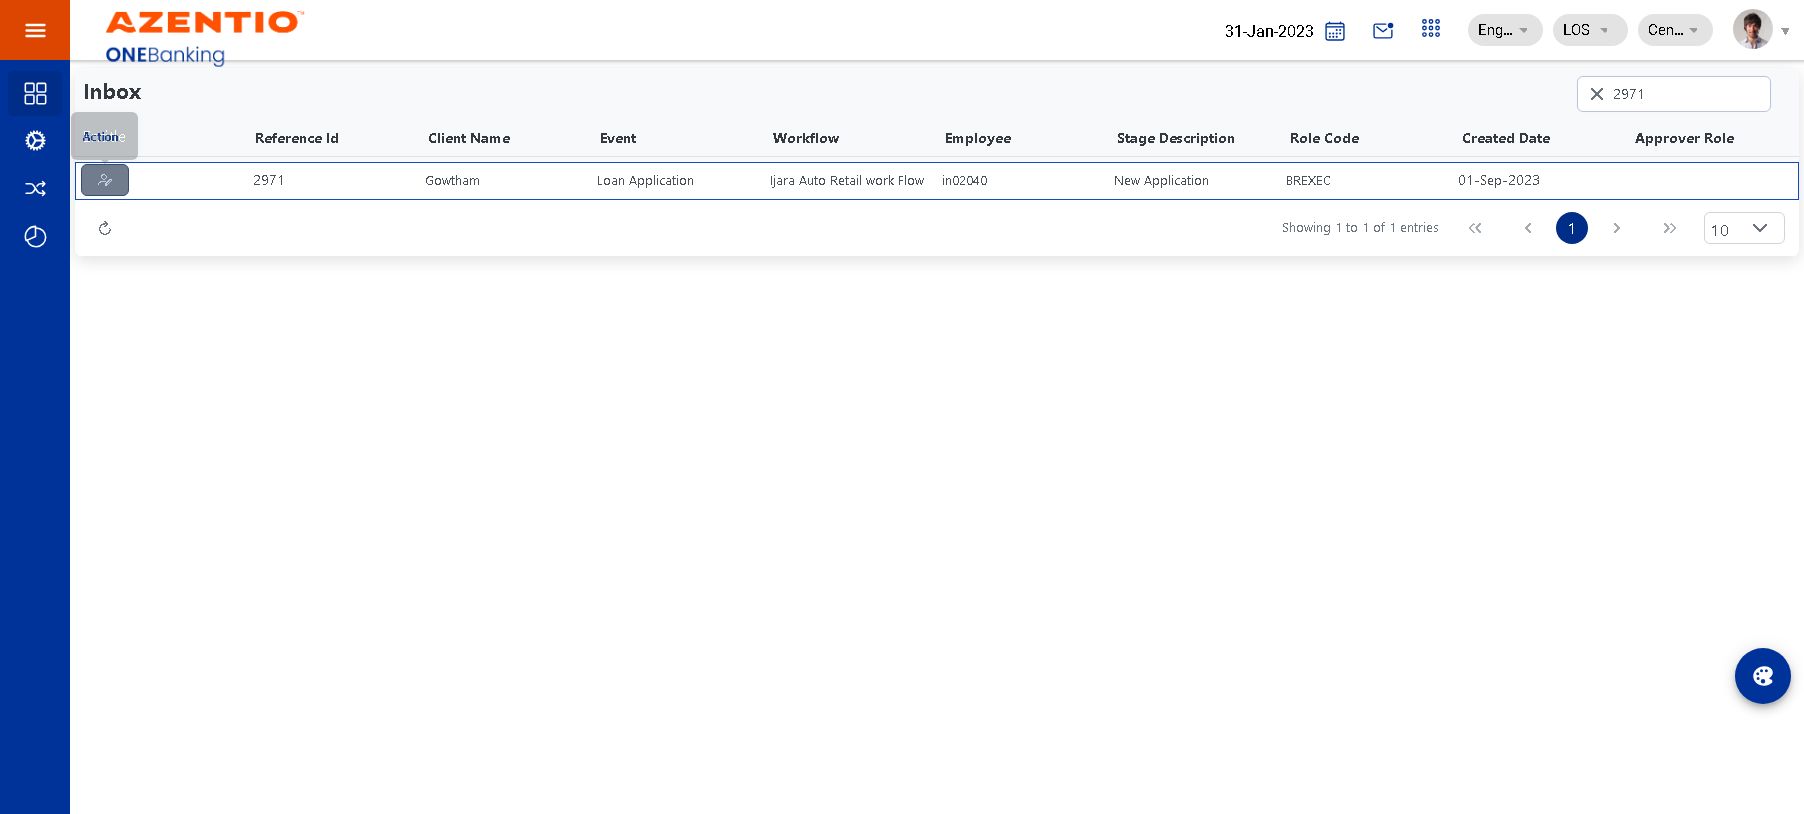 AZENTIO™
ONEBanking
31-Jan-2023
Eng...
LOS
Cen...
Inbox
2971
Action
Reference Id
Client Name
Event
Workflow
Employee
Stage Description
Role Code
Created Date
Approver Role
2971
Gowtham
Loan Application
Ijara Auto Retail work Flow
in02040
New Application
BREXEC
01-Sep-2023
Showing 1 to 1 of 1 entries
1
10